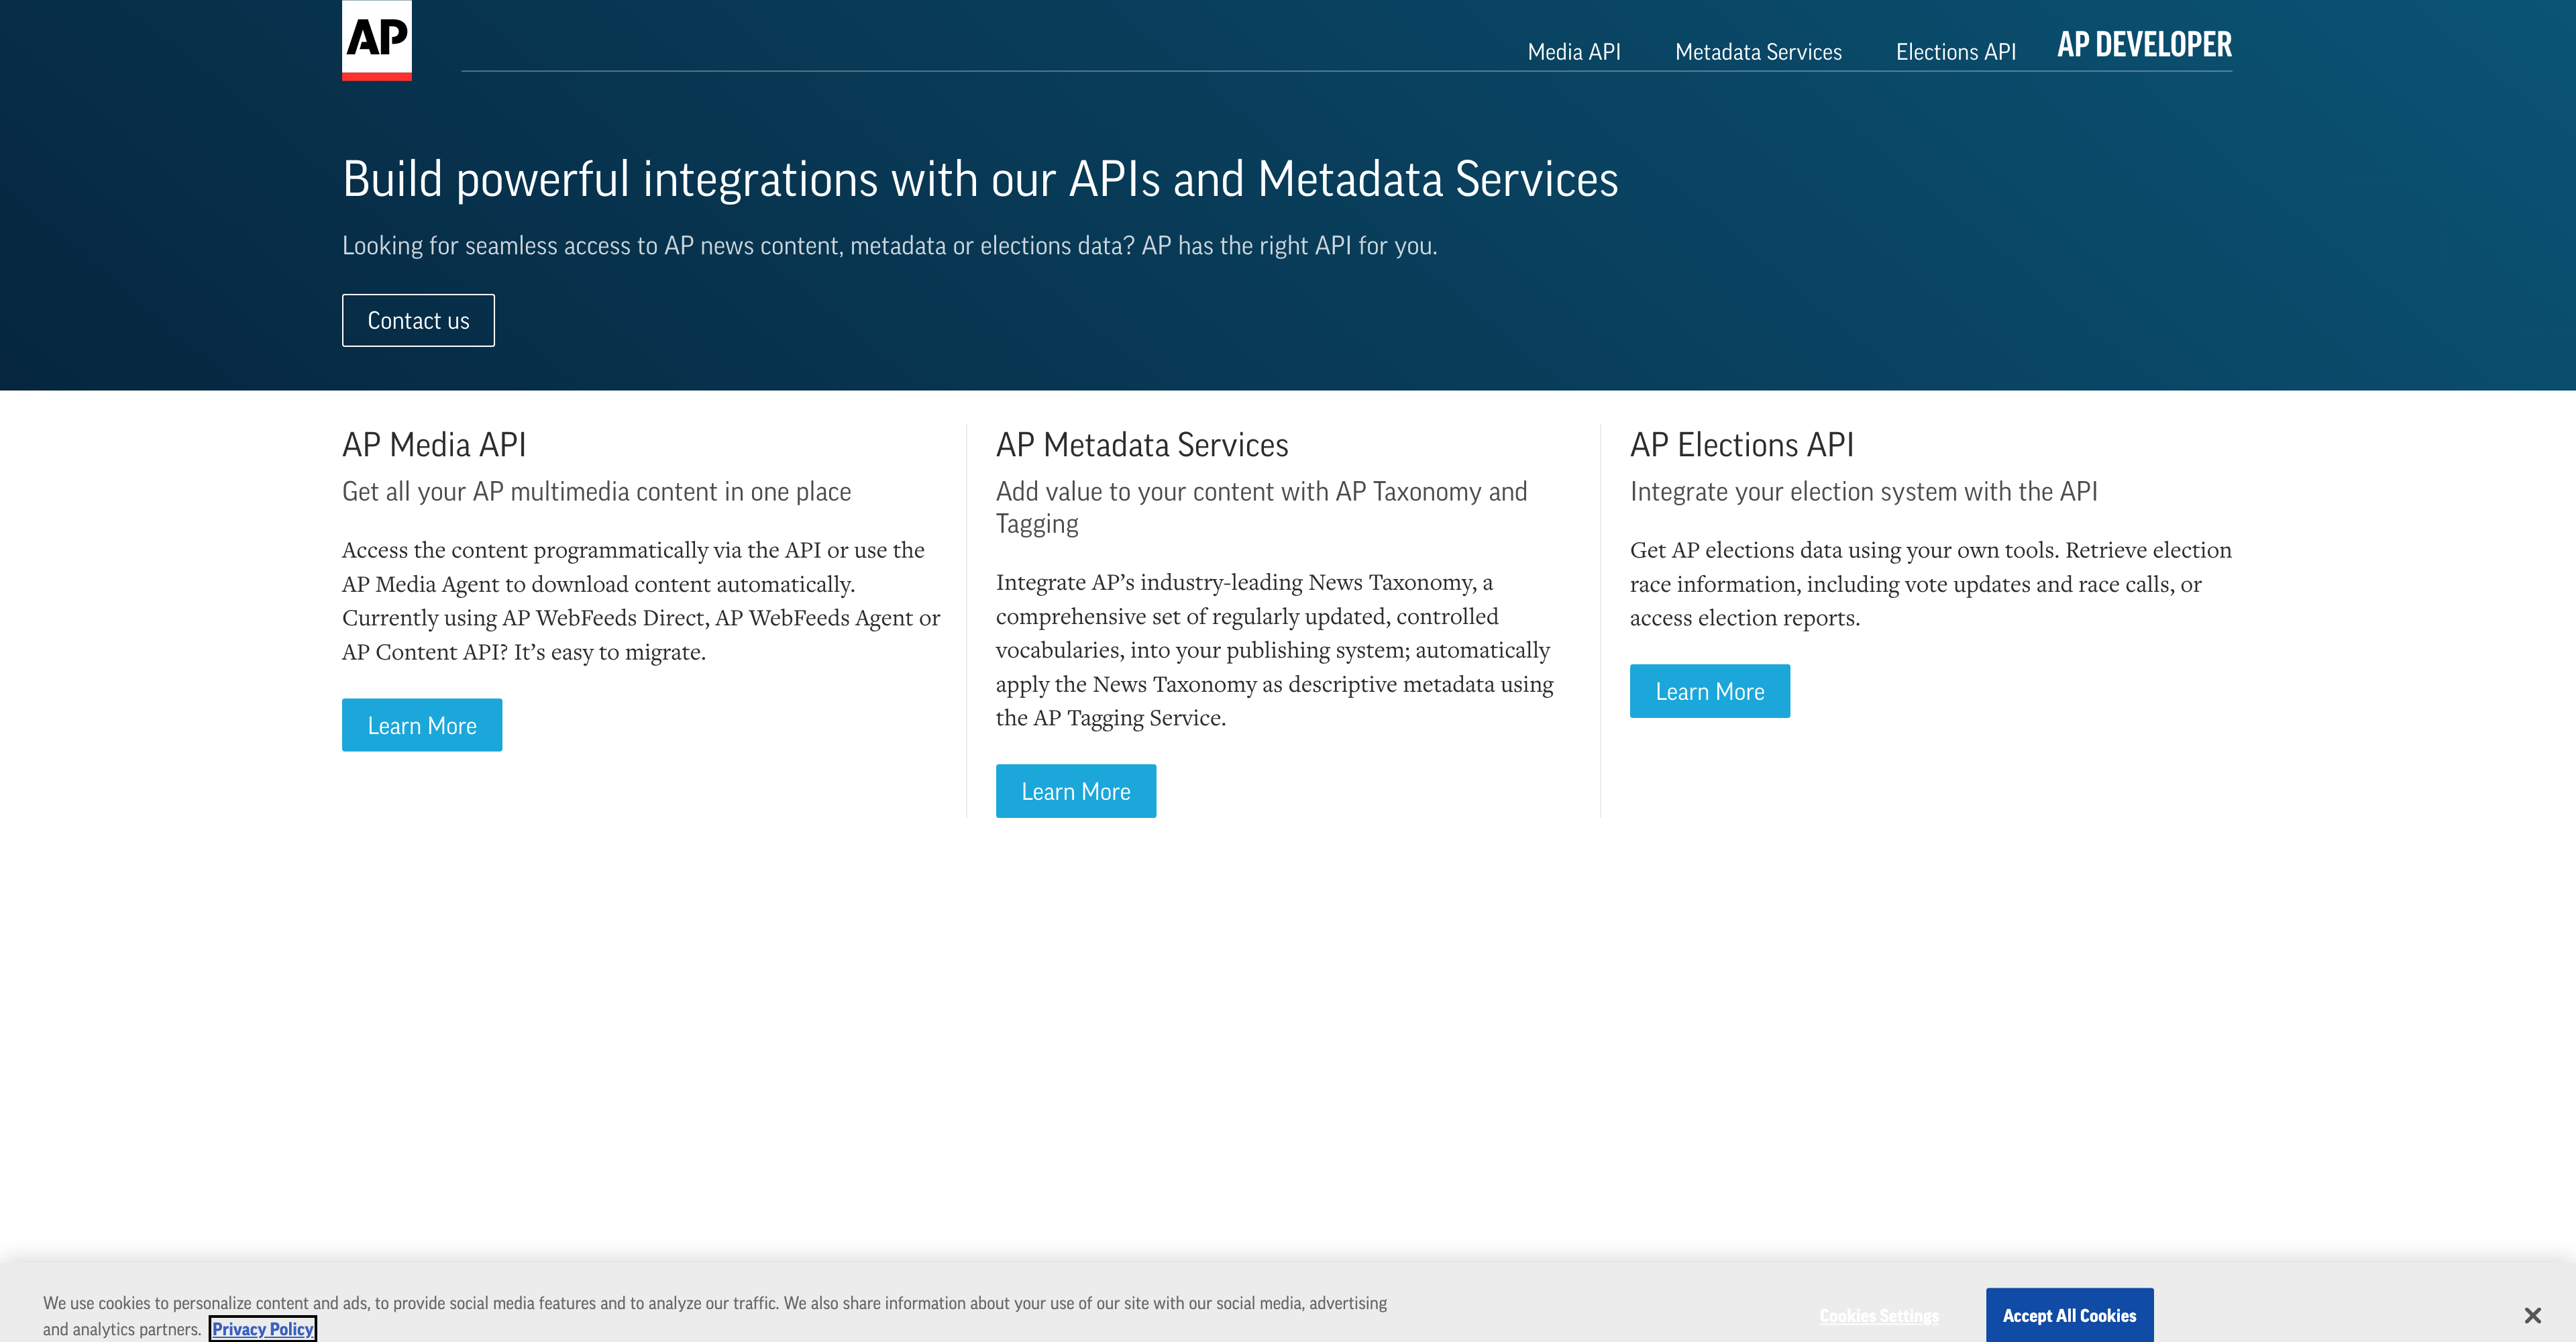 AP
Media API
Metadata Services
Elections API
AP DEVELOPER
Build powerful integrations with our APIs and Metadata Services
Looking for seamless access to AP news content, metadata or elections data? AP has the right API for you.
Contact us
AP Media API
Get all your AP multimedia content in one place
Access the content programmatically via the API or use the
AP Media Agent to download content automatically.
Currently using AP WebFeeds Direct, AP WebFeeds Agent or
AP Content API? It’s easy to migrate.
Learn More
AP Metadata Services
Add value to your content with AP Taxonomy and
Tagging
Integrate AP’s industry-leading News Taxonomy, a
comprehensive set of regularly updated, controlled
vocabularies, into your publishing system; automatically
apply the News Taxonomy as descriptive metadata using
the AP Tagging Service.
Learn More
AP Elections API
Integrate your election system with the API
Get AP elections data using your own tools. Retrieve election
race information, including vote updates and race calls, or
access election reports.
Learn More
We use cookies to personalize content and ads, to provide social media features and to analyze our traffic. We also share information about your use of our site with our social media, advertising
and analytics partners. Privacy Policy
Cookies Settings
Accept All Cookies